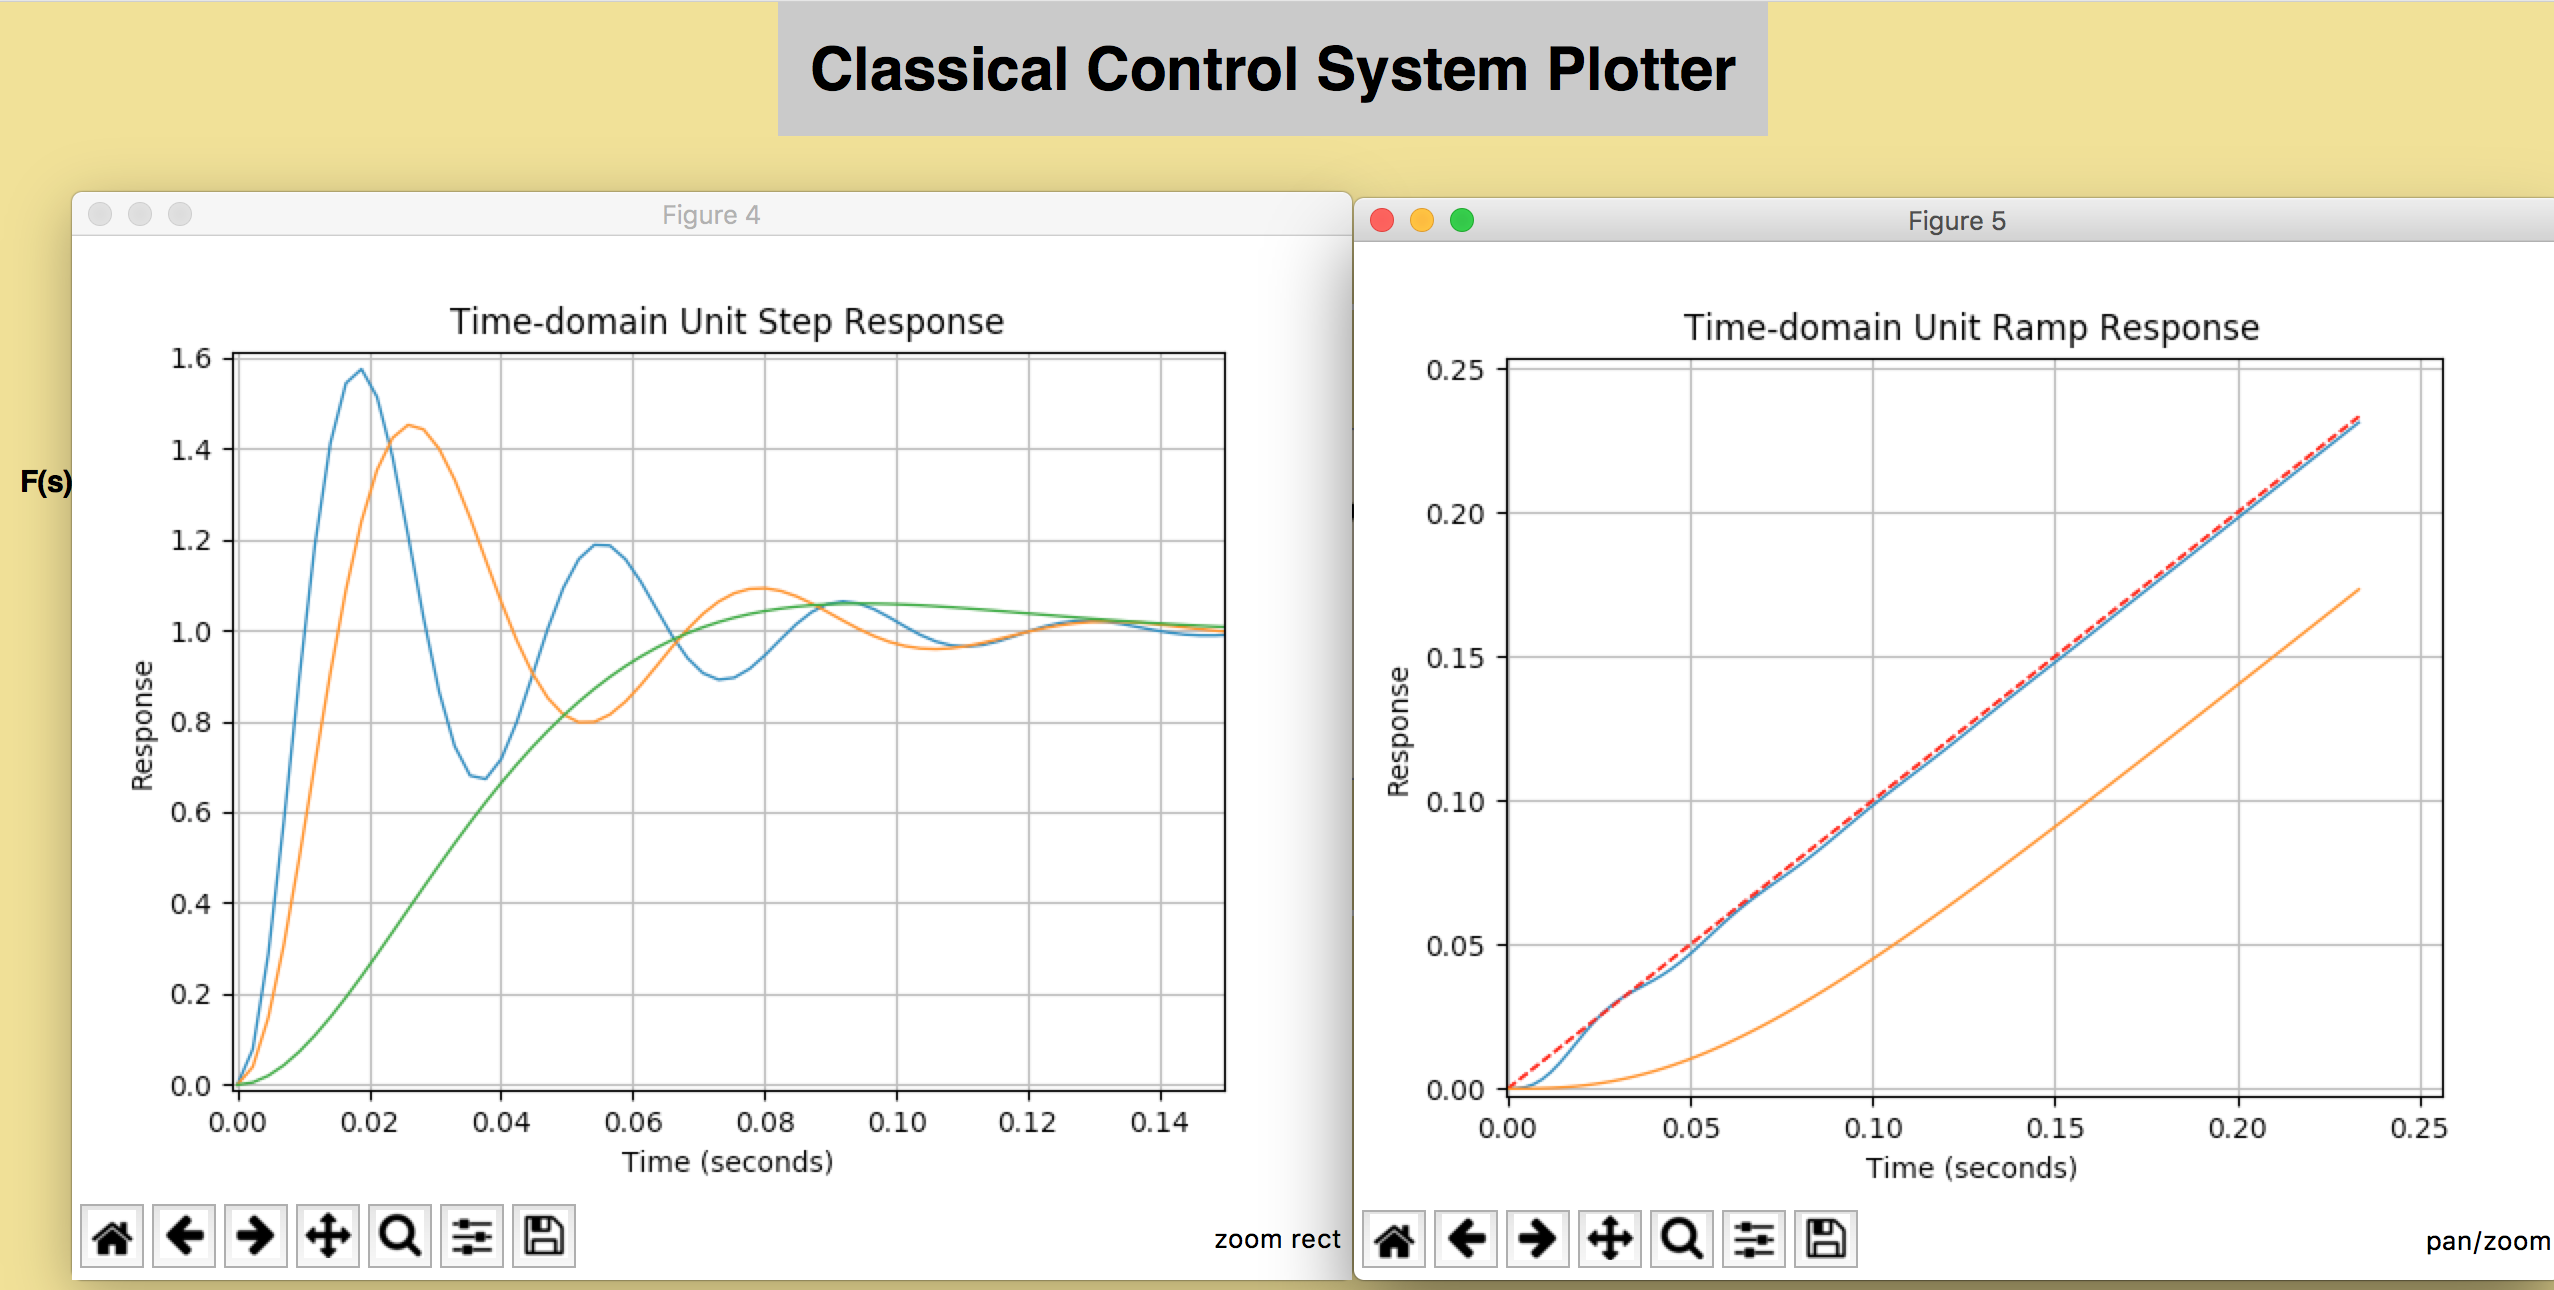 Classical Control System Plotter
F(s)
Figure 4
Time-domain Unit Step Response
1.6
1.4
1.2
1.0
0.8
0.6
0.4
0.2
0.0
Response
0.00 0.02 0.04 0.06 0.08 0.10 0.12 0.14
Time (seconds)
zoom rect
Figure 5
Time-domain Unit Ramp Response
0.25
0.20
0.15
0.10
0.05
0.00
Response
0.00 0.05 0.10 0.15 0.20 0.25
Time (seconds)
pan/zoom